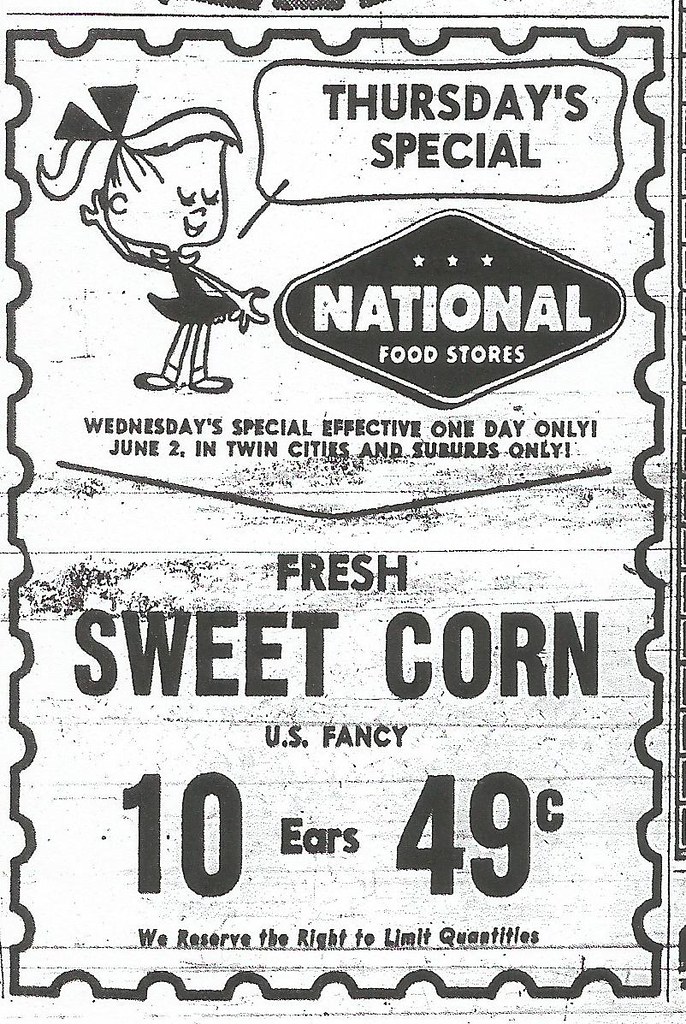 THURSDAY'S
SPECIAL
NATIONAL
FOOD STORES
WEDNESDAY'S SPECIAL EFFECTIVE ONE DAY ONLY!
JUNE 2, IN TWIN CITIES AND SUBURBS ONLY!
FRESH
SWEET CORN
U.S. FANCY
10 Ears 49¢
We Reserve the Right to Limit Quantities